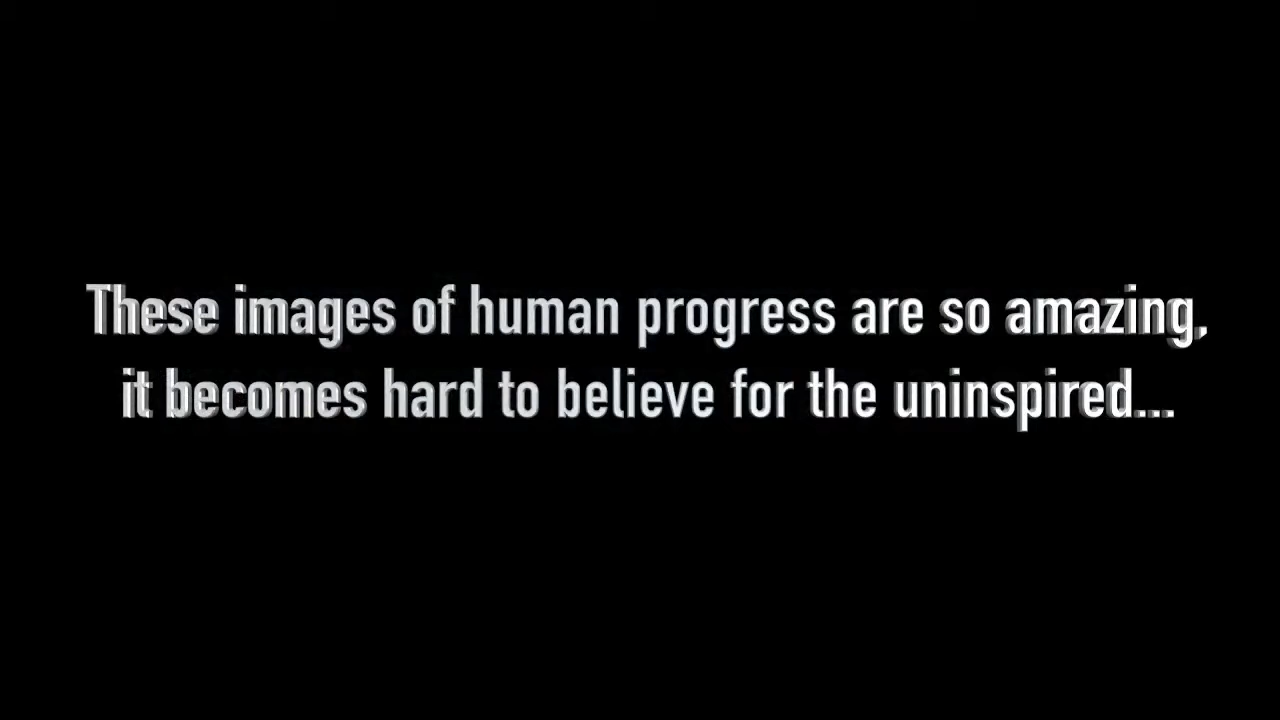 These images of human progress are so amazing,
it becomes hard to believe for the uninspired...